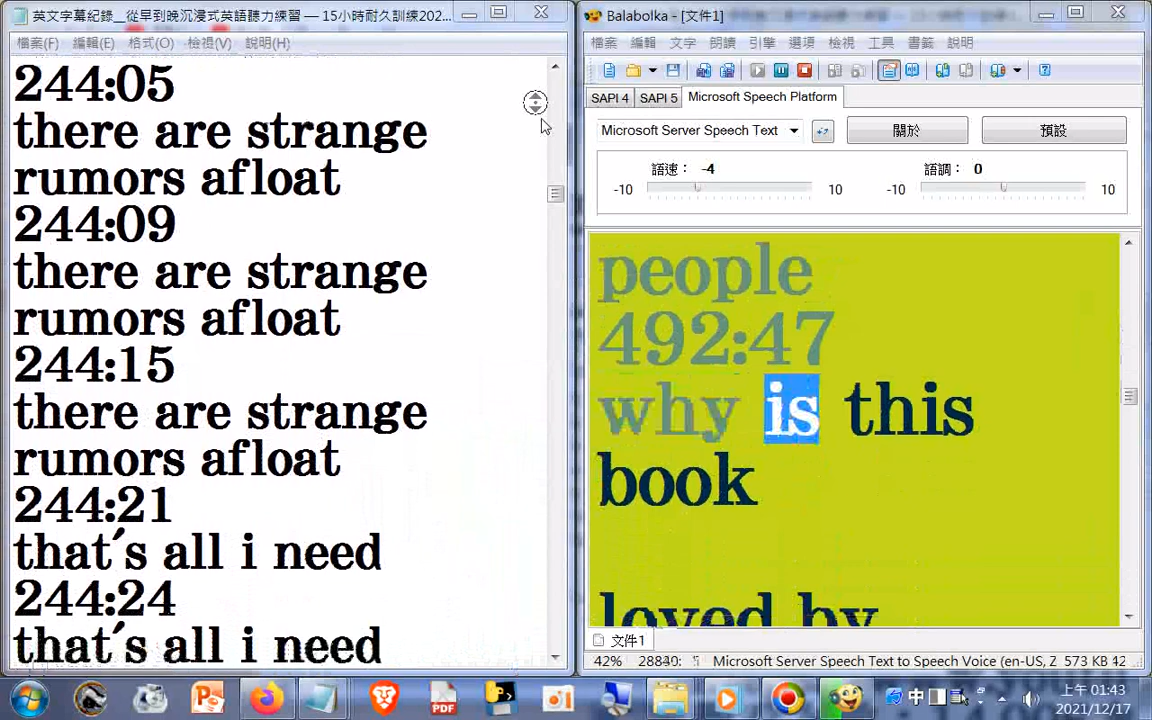 英文字幕紀錄__從早到晚沉浸式英語聽力練習 — 15小時耐久訓練202...
檔案(F) 編輯(E) 格式(O) 檢視(V) 說明(H)
244:05
there are strange
rumors afloat
244:09
there are strange
rumors afloat
244:15
there are strange
rumors afloat
244:21
that's all i need
244:24
that's all i need
Balabolka - [文件1]
檔案 編輯 文字 朗讀 引擎 選項 檢視 工具 書籤 說明
SAPI 4 SAPI 5 Microsoft Speech Platform
Microsoft Server Speech Text 關於 預設
語速: -4 語調: 0
-10 10 -10 10
people
492:47
why is this
book
loved by
文件1
42% 28840: Microsoft Server Speech Text to Speech Voice (en-US, Z 573 KB 42
PDF 中 上午 01:43
2021/12/17